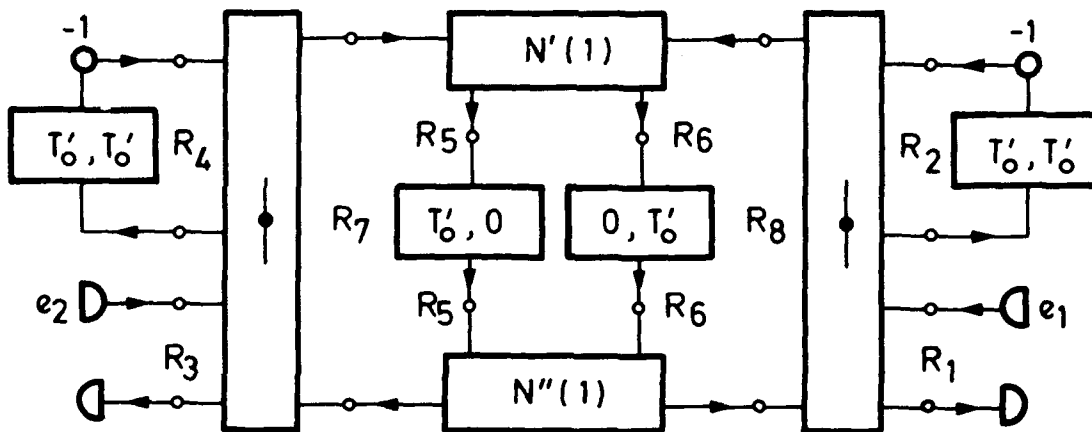 -1
N'(1)
-1
T'o, T'o
R4
R5
R6
R2
T'o, T'o
R7
T'o, 0
0, T'o
R8
e2
R5
R6
e1
R3
N''(1)
R1